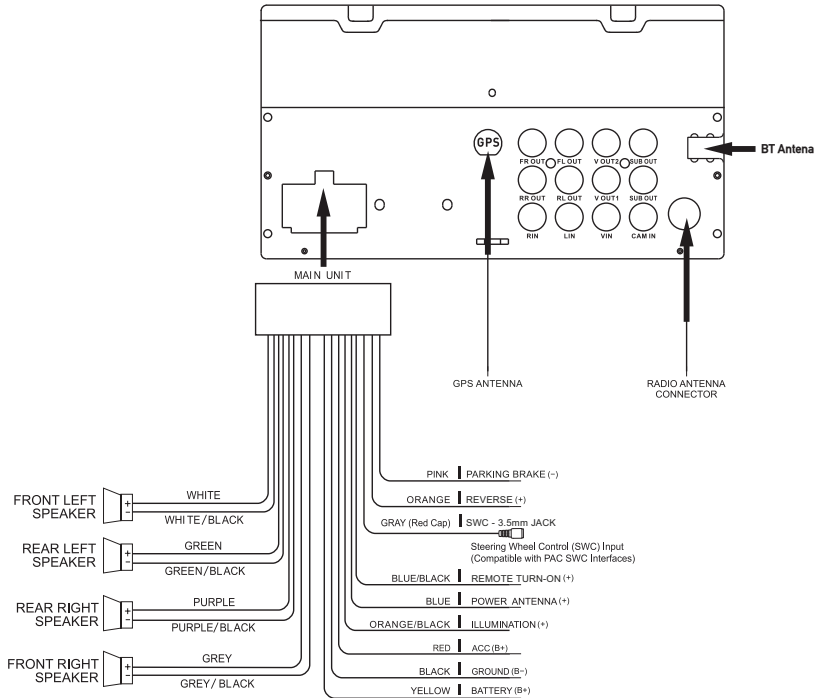 GPS
FR OUT FL OUT V OUT2 SUB OUT
BT Antena
RR OUT RL OUT V OUT1 SUB OUT
RIN LIN VIN CAM IN
MAIN UNIT
GPS ANTENNA
RADIO ANTENNA
CONNECTOR
FRONT LEFT
SPEAKER
+
−
WHITE
WHITE/BLACK
REAR LEFT
SPEAKER
+
−
GREEN
GREEN/BLACK
REAR RIGHT
SPEAKER
+
−
PURPLE
PURPLE/BLACK
FRONT RIGHT
SPEAKER
+
−
GREY
GREY/BLACK
PINK PARKING BRAKE (−)
ORANGE REVERSE (+)
GRAY (Red Cap) SWC - 3.5mm JACK
Steering Wheel Control (SWC) Input
(Compatible with PAC SWC Interfaces)
BLUE/BLACK REMOTE TURN-ON (+)
BLUE POWER ANTENNA (+)
ORANGE/BLACK ILLUMINATION (+)
RED ACC (B+)
BLACK GROUND (B−)
YELLOW BATTERY (B+)